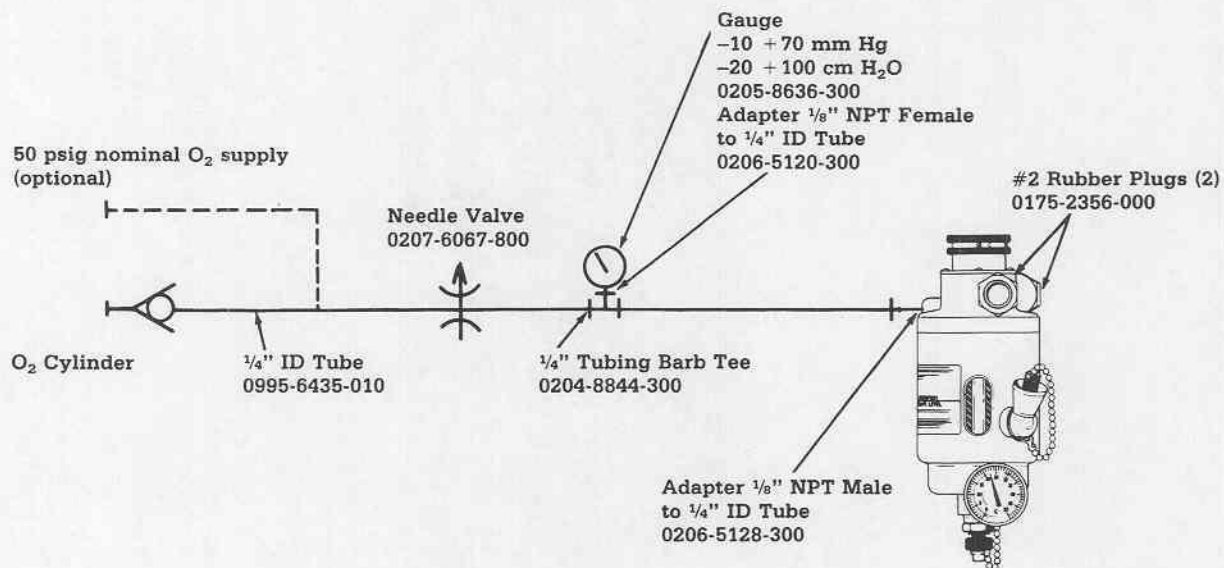 Gauge
–10 +70 mm Hg
–20 +100 cm H₂O
0205-8636-300
Adapter ⅛" NPT Female
to ¼" ID Tube
0206-5120-300
50 psig nominal O₂ supply
(optional)
#2 Rubber Plugs (2)
0175-2356-000
Needle Valve
0207-6067-800
O₂ Cylinder
¼" ID Tube
0995-6435-010
¼" Tubing Barb Tee
0204-8844-300
Adapter ⅛" NPT Male
to ¼" ID Tube
0206-5128-300